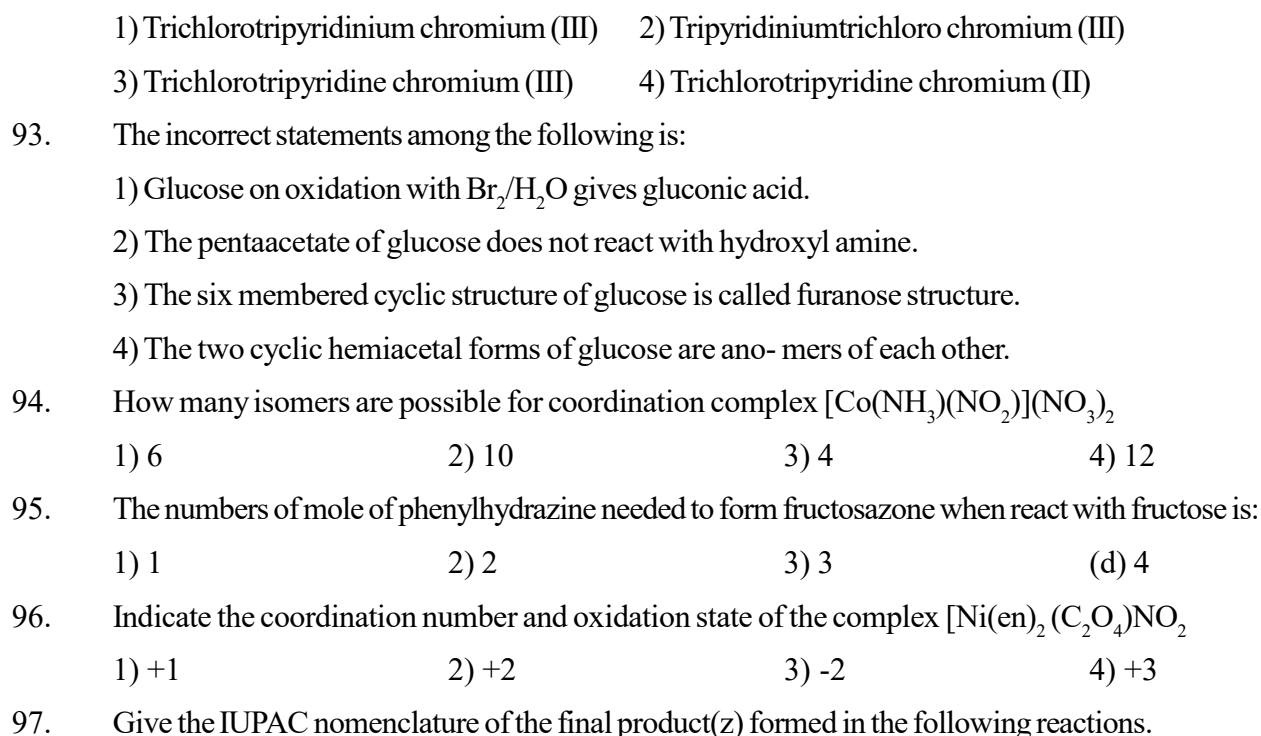 1) Trichlorotripyridinium chromium (III) 2) Tripyridiniumtrichloro chromium (III)
3) Trichlorotripyridine chromium (III) 4) Trichlorotripyridine chromium (II)
93. The incorrect statements among the following is:
1) Glucose on oxidation with Br₂/H₂O gives gluconic acid.
2) The pentaacetate of glucose does not react with hydroxyl amine.
3) The six membered cyclic structure of glucose is called furanose structure.
4) The two cyclic hemiacetal forms of glucose are ano- mers of each other.
94. How many isomers are possible for coordination complex [Co(NH₃)(NO₂)](NO₃)₂
1) 6 2) 10 3) 4 4) 12
95. The numbers of mole of phenylhydrazine needed to form fructosazone when react with fructose is:
1) 1 2) 2 3) 3 (d) 4
96. Indicate the coordination number and oxidation state of the complex [Ni(en)₂ (C₂O₄)NO₂
1) +1 2) +2 3) -2 4) +3
97. Give the IUPAC nomenclature of the final product(z) formed in the following reactions.